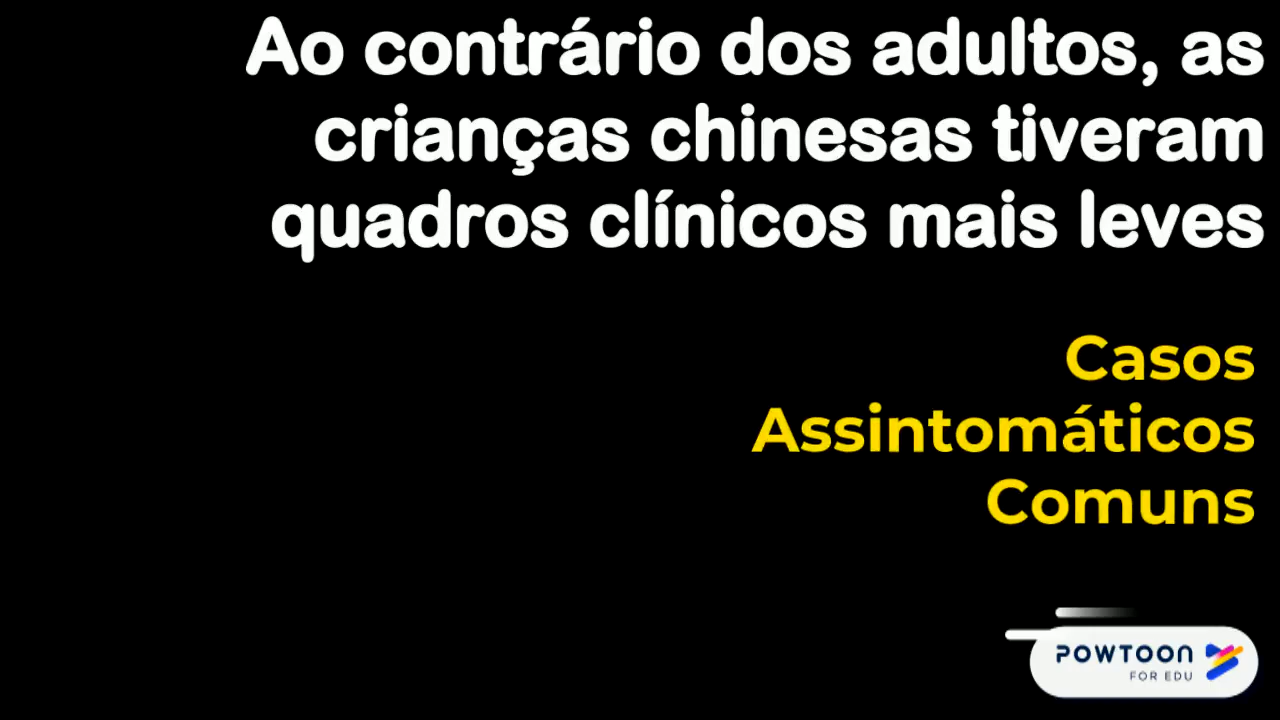 Ao contrário dos adultos, as
crianças chinesas tiveram
quadros clínicos mais leves
Casos
Assintomáticos
Comuns
POWTOON
FOR EDU